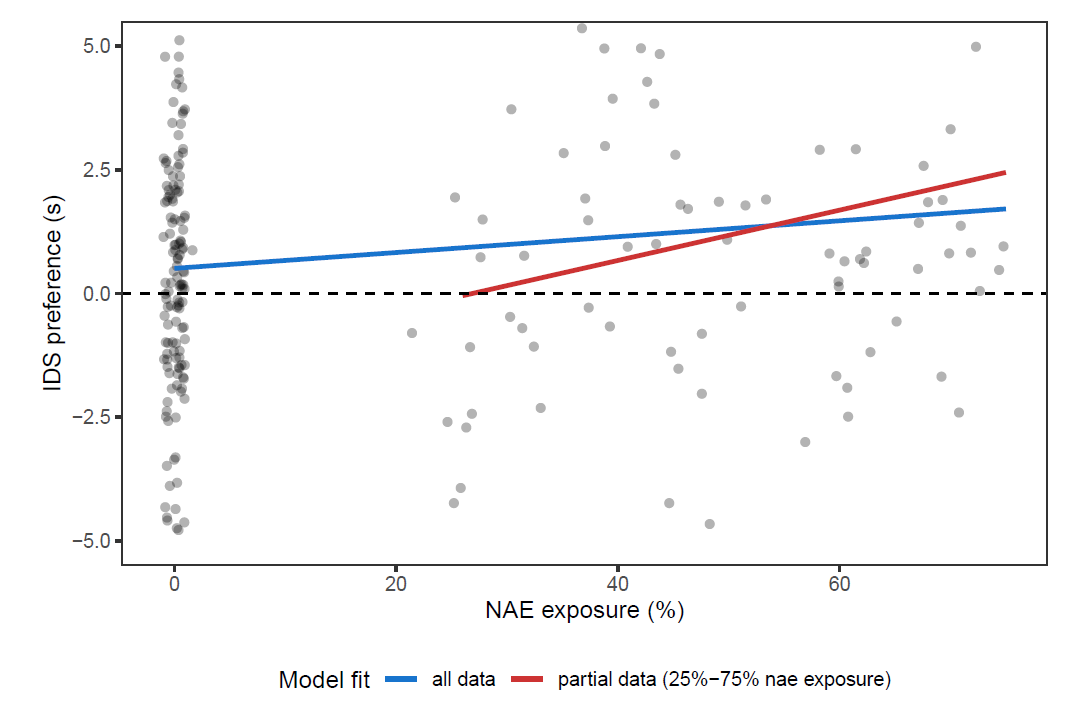 5.0
2.5
0.0
−2.5
−5.0
IDS preference (s)
0 20 40 60
NAE exposure (%)
Model fit all data partial data (25%−75% nae exposure)